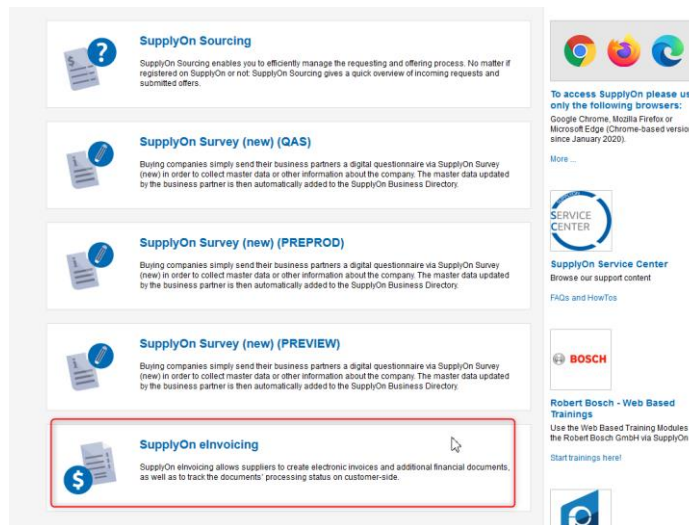 SupplyOn Sourcing
SupplyOn Sourcing enables you to efficiently manage the requesting and offering process. No matter if
registered on SupplyOn or not: SupplyOn Sourcing gives a quick overview of incoming requests and
submitted offers.
SupplyOn Survey (new) (QAS)
Buying companies simply send their business partners a digital questionnaire via SupplyOn Survey
(new) in order to collect master data or other information about the company. The master data updated
by the business partner is then automatically added to the SupplyOn Business Directory.
SupplyOn Survey (new) (PREPROD)
Buying companies simply send their business partners a digital questionnaire via SupplyOn Survey
(new) in order to collect master data or other information about the company. The master data updated
by the business partner is then automatically added to the SupplyOn Business Directory.
SupplyOn Survey (new) (PREVIEW)
Buying companies simply send their business partners a digital questionnaire via SupplyOn Survey
(new) in order to collect master data or other information about the company. The master data updated
by the business partner is then automatically added to the SupplyOn Business Directory.
SupplyOn eInvoicing
SupplyOn eInvoicing allows suppliers to create electronic invoices and additional financial documents,
as well as to track the documents' processing status on customer-side.
To access SupplyOn please us
only the following browsers:
Google Chrome, Mozilla Firefox or
Microsoft Edge (Chrome-based version
since January 2020).
More ...
SERVICE
CENTER
SupplyOn Service Center
Browse our support content
FAQs and HowTos
BOSCH
Robert Bosch - Web Based
Trainings
Use the Web Based Training Modules
the Robert Bosch GmbH via SupplyOn
Start trainings here!